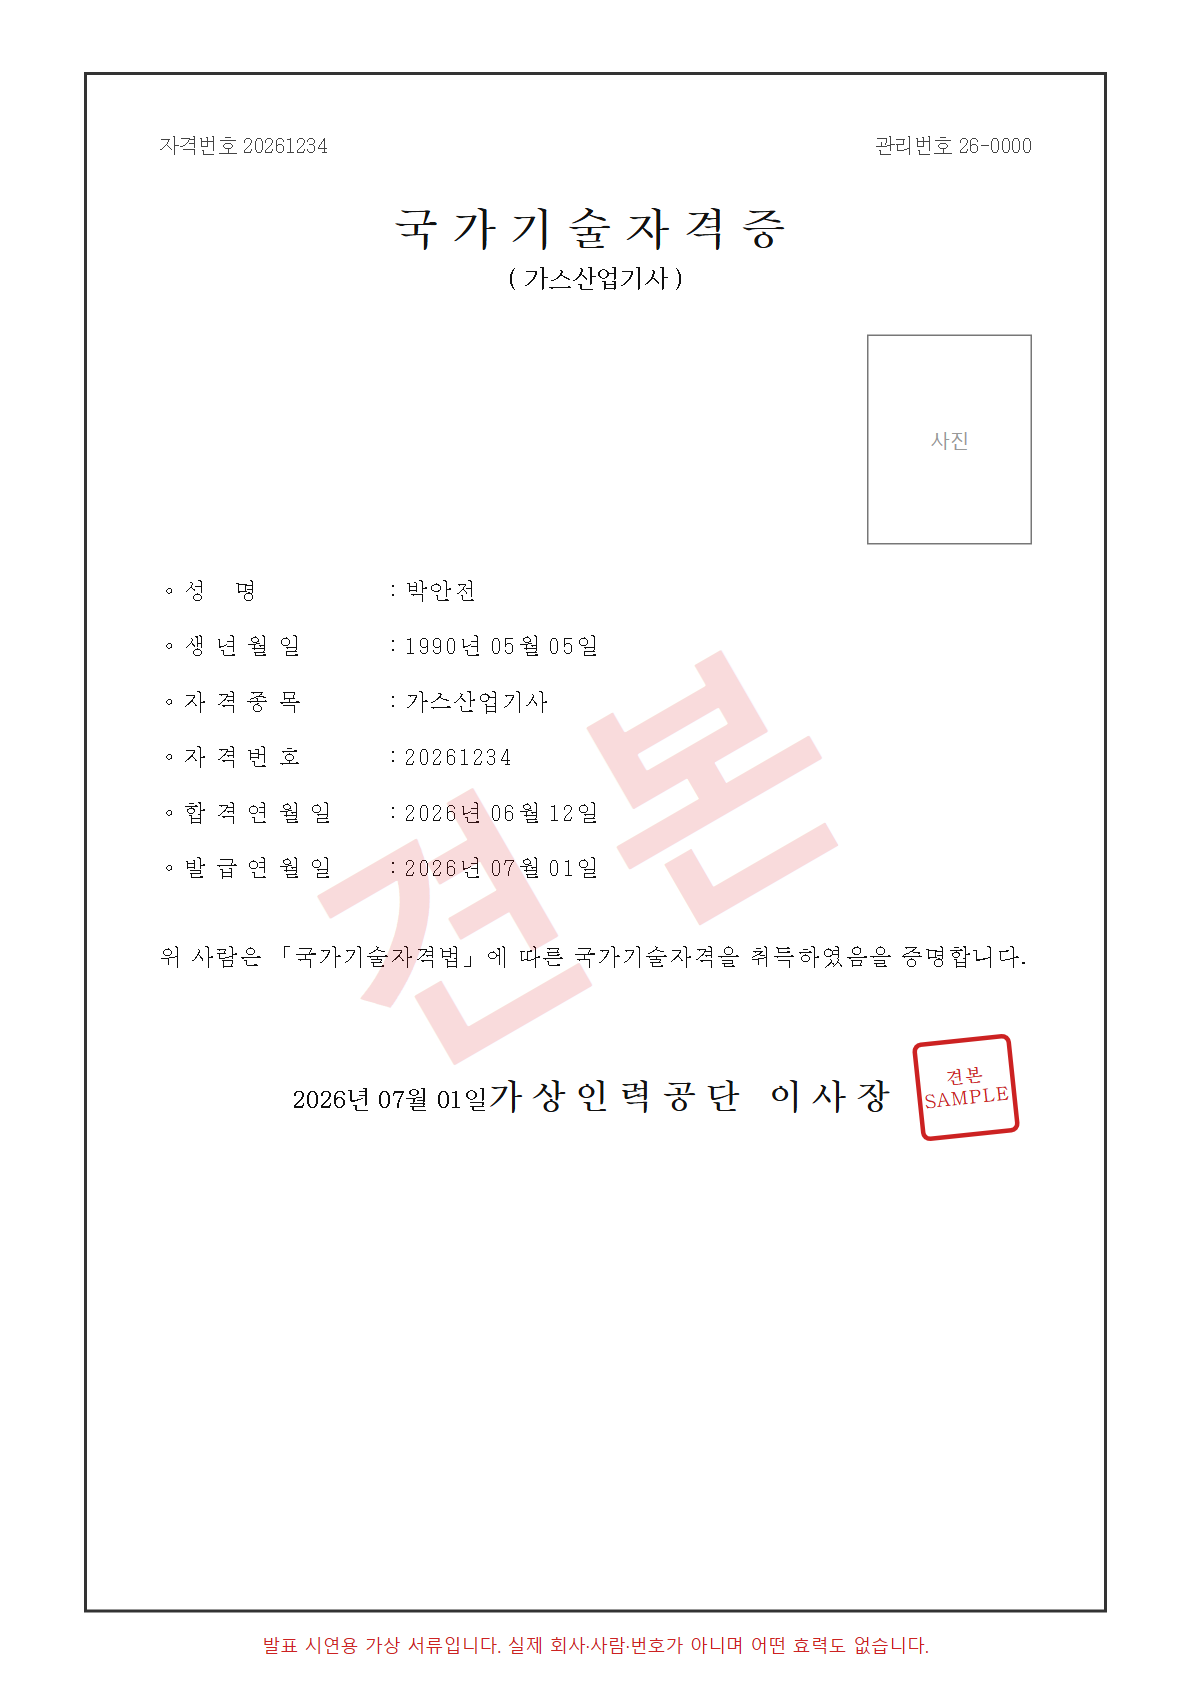 자격번호 20261234
관리번호 26-0000
국가기술자격증
( 가스산업기사 )
사진
◦ 성 명 : 박안전
◦ 생년월일 : 1990년 05월 05일
◦ 자격종목 : 가스산업기사
◦ 자격번호 : 20261234
◦ 합격연월일 : 2026년 06월 12일
◦ 발급연월일 : 2026년 07월 01일
견본
위 사람은 「국가기술자격법」에 따른 국가기술자격을 취득하였음을 증명합니다.
2026년 07월 01일가상인력공단 이사장
견본
SAMPLE
발표 시연용 가상 서류입니다. 실제 회사·사람·번호가 아니며 어떤 효력도 없습니다.